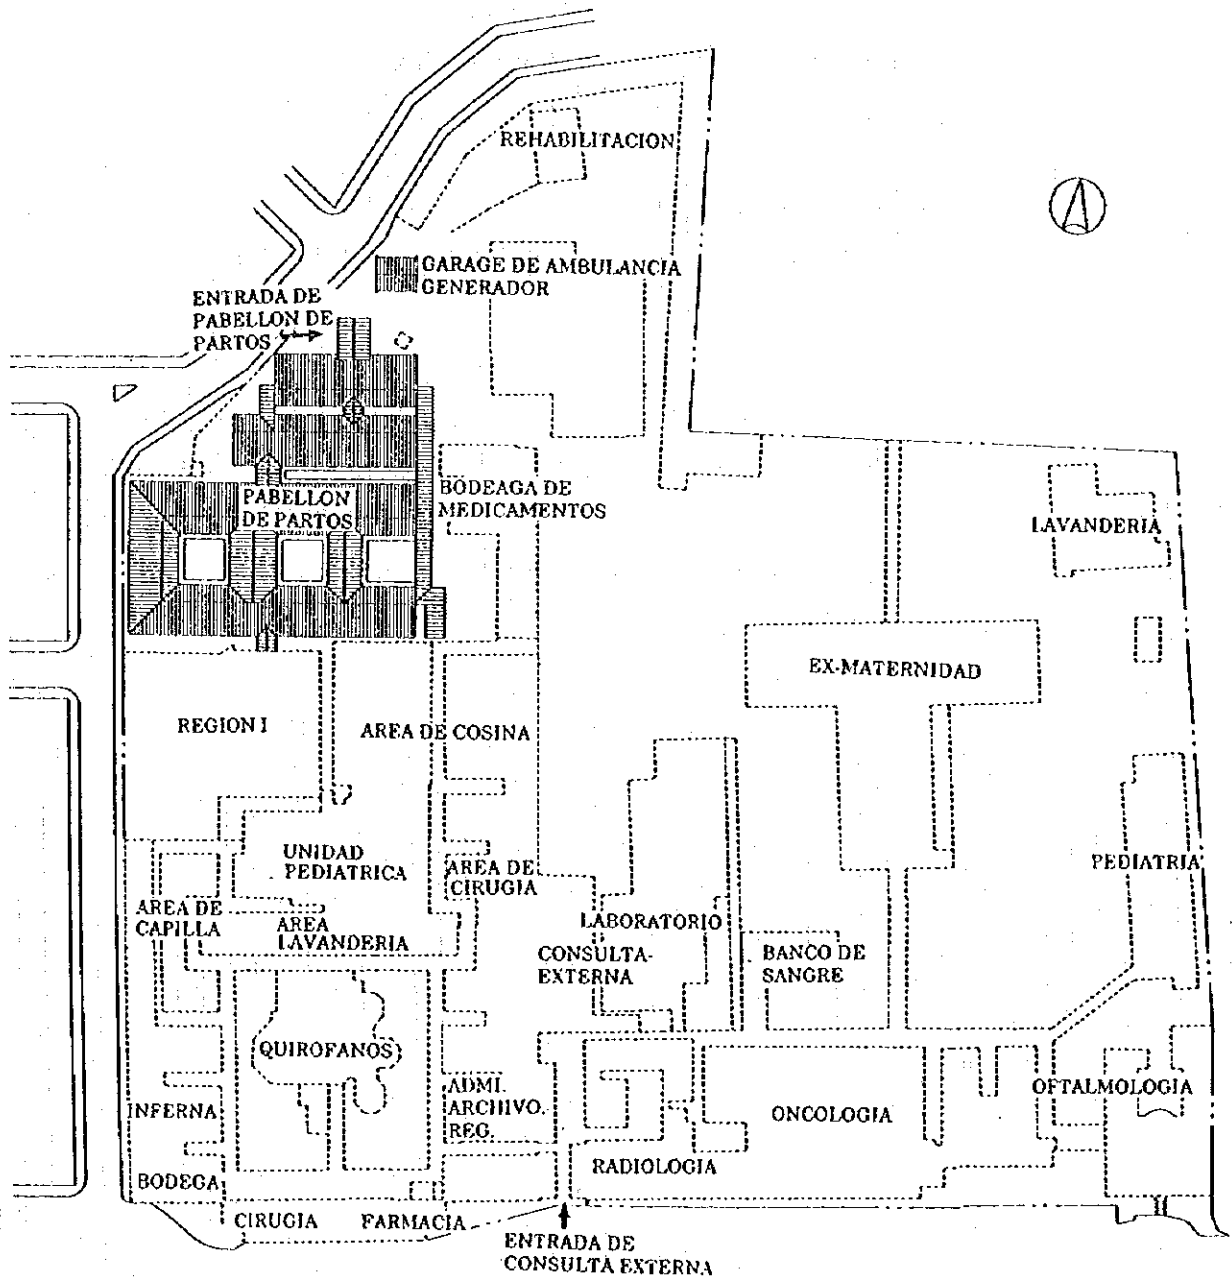 REHABILITACION
GARAGE DE AMBULANCIA
GENERADOR
ENTRADA DE
PABELLON DE
PARTOS
PABELLON
DE PARTOS
BODEAGA DE
MEDICAMENTOS
LAVANDERIA
EX-MATERNIDAD
REGION I
AREA DE COSINA
UNIDAD
PEDIATRICA
AREA DE
CIRUGIA
PEDIATRIA
AREA DE
CAPILLA
AREA
LAVANDERIA
LABORATORIO
CONSULTA-
EXTERNA
BANCO DE
SANGRE
QUIROFANOS
INFERNA
ADMI.
ARCHIVO.
REG.
ONCOLOGIA
OFTALMOLOGIA
RADIOLOGIA
BODEGA
CIRUGIA
FARMACIA
ENTRADA DE
CONSULTA EXTERNA